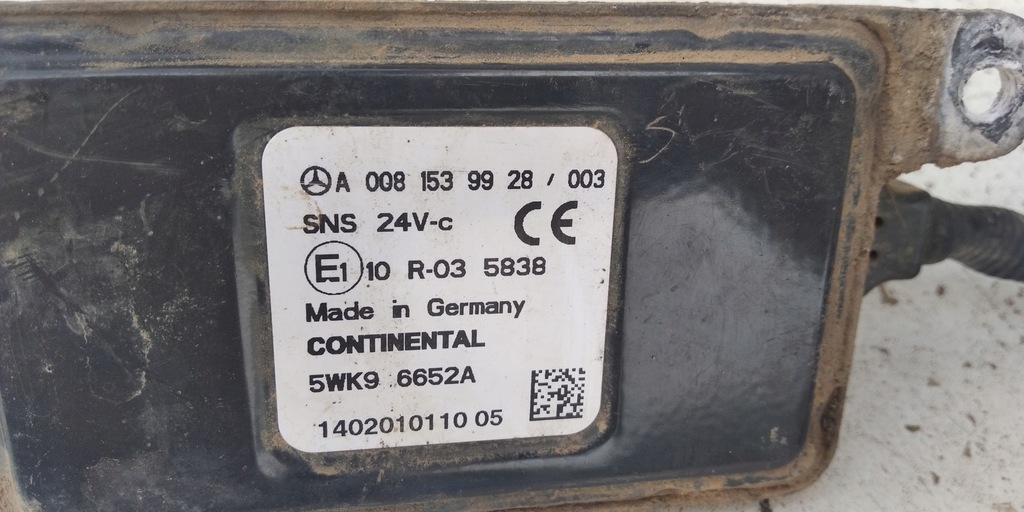 A 008 153 99 28 / 003
SNS 24V-c CE
E1 10 R-03 5838
Made in Germany
CONTINENTAL
5WK9 6652A
1402010110 05